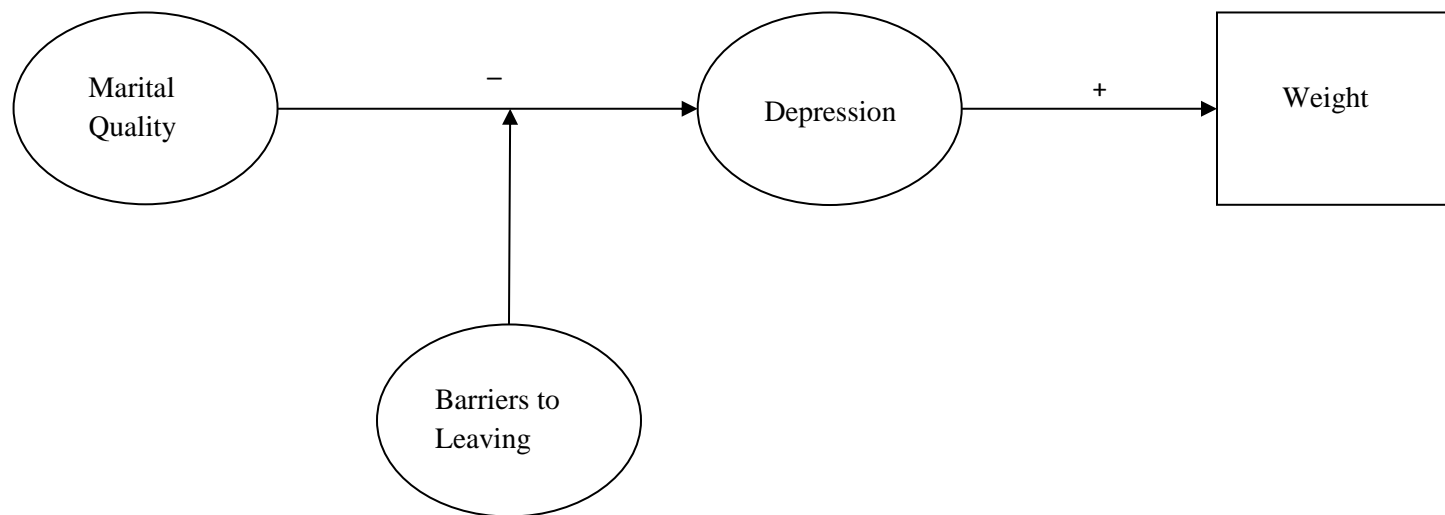 Marital
Quality
–
Depression
+
Weight
Barriers to
Leaving